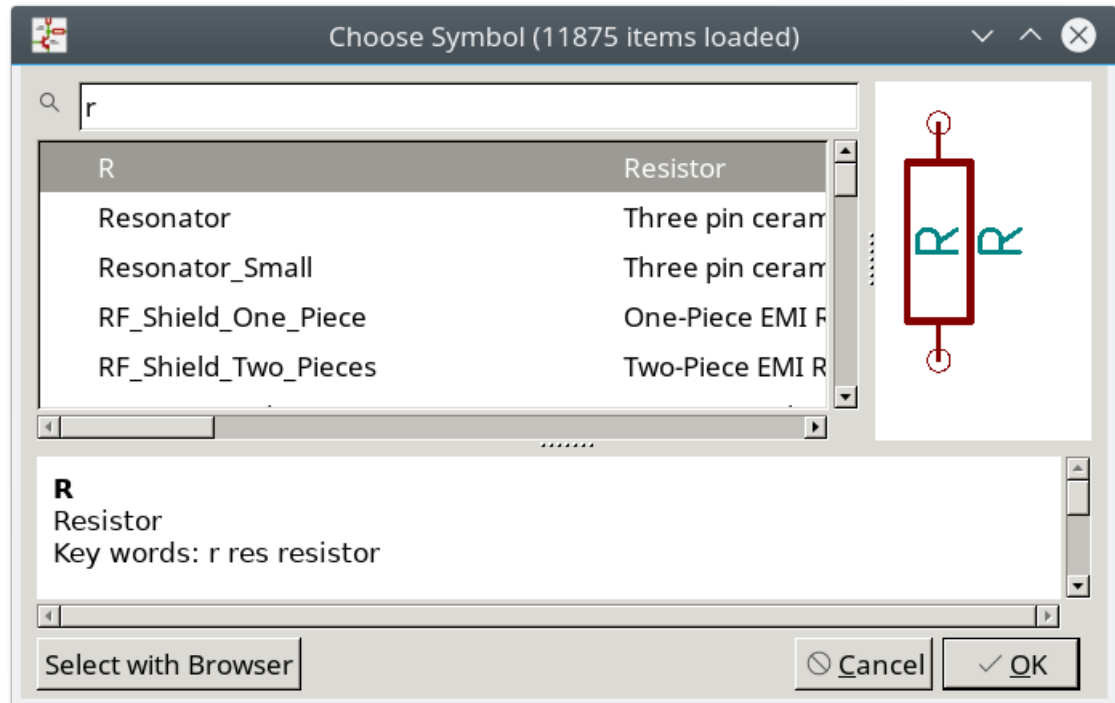 Choose Symbol (11875 items loaded)
r
R Resistor
Resonator Three pin ceram
Resonator_Small Three pin ceram
RF_Shield_One_Piece One-Piece EMI R
RF_Shield_Two_Pieces Two-Piece EMI R
R R
R
Resistor
Key words: r res resistor
Select with Browser Cancel OK